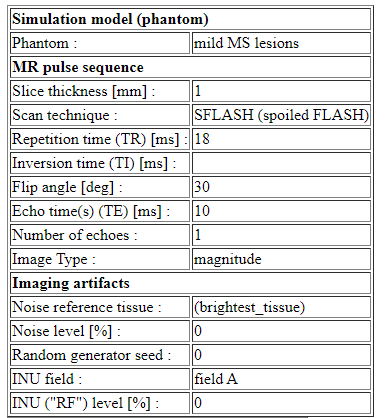 Simulation model (phantom)
Phantom : mild MS lesions
MR pulse sequence
Slice thickness [mm] : 1
Scan technique : SFLASH (spoiled FLASH)
Repetition time (TR) [ms] : 18
Inversion time (TI) [ms] :
Flip angle [deg] : 30
Echo time(s) (TE) [ms] : 10
Number of echoes : 1
Image Type : magnitude
Imaging artifacts
Noise reference tissue : (brightest_tissue)
Noise level [%] : 0
Random generator seed : 0
INU field : field A
INU ("RF") level [%] : 0